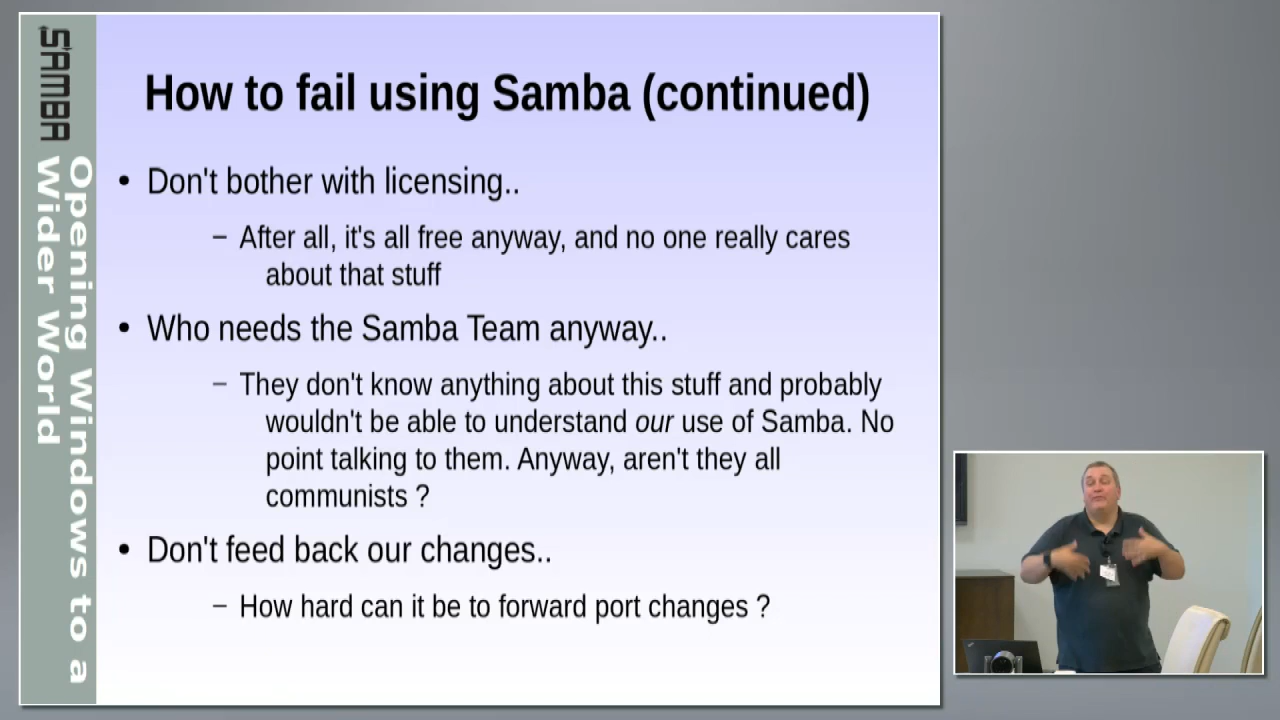 SAMBA
Opening Windows to a
Wider World
How to fail using Samba (continued)
• Don't bother with licensing..
– After all, it's all free anyway, and no one really cares
about that stuff
• Who needs the Samba Team anyway..
– They don't know anything about this stuff and probably
wouldn't be able to understand our use of Samba. No
point talking to them. Anyway, aren't they all
communists ?
• Don't feed back our changes..
– How hard can it be to forward port changes ?